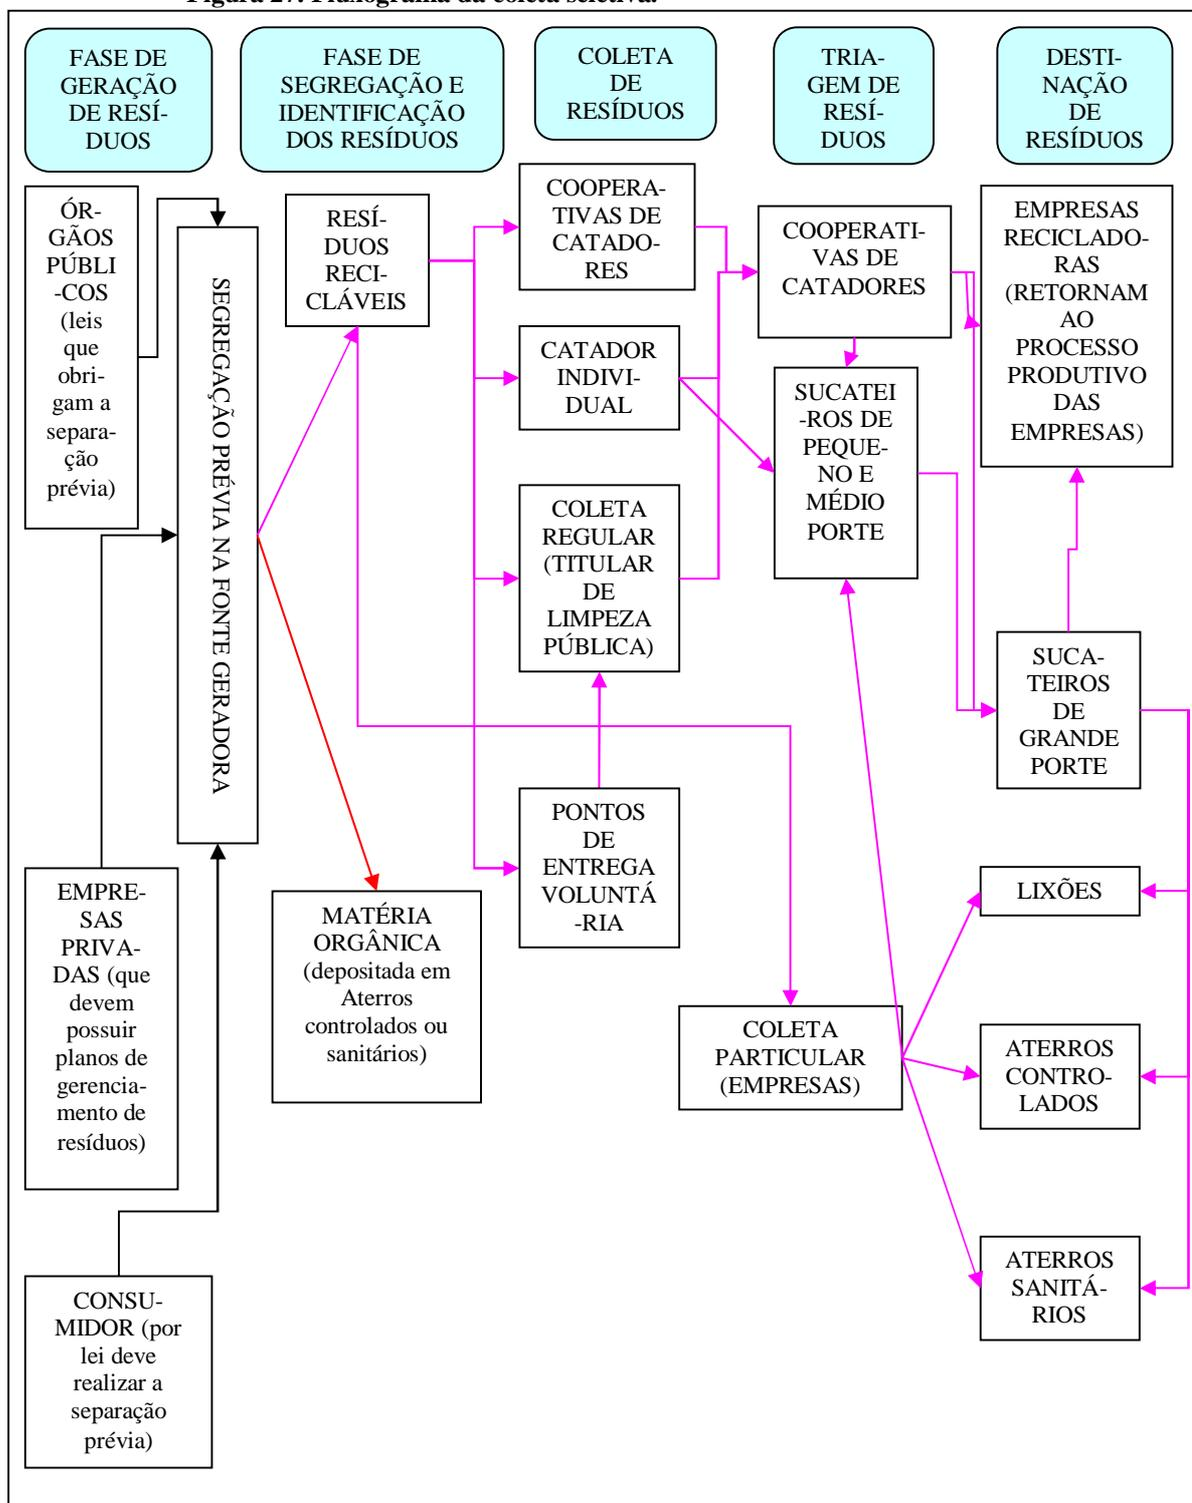 Figura 27. Fluxograma da coleta seletiva.
FASE DE
GERAÇÃO
DE RESÍ-
DUOS
FASE DE
SEGREGAÇÃO E
IDENTIFICAÇÃO
DOS RESÍDUOS
COLETA
DE
RESÍDUOS
TRIA-
GEM DE
RESÍ-
DUOS
DESTI-
NAÇÃO
DE
RESÍDUOS
ÓR-
GÃOS
PÚBLI
-COS
(leis
que
obri-
gam a
separa-
ção
prévia)
SEGREGAÇÃO PRÉVIA NA FONTE GERADORA
EMPRE-
SAS
PRIVA-
DAS (que
devem
possuir
planos de
gerencia-
mento de
resíduos)
CONSU-
MIDOR (por
lei deve
realizar a
separação
prévia)
RESÍ-
DUOS
RECI-
CLÁVEIS
MATÉRIA
ORGÂNICA
(depositada em
Aterros
controlados ou
sanitários)
COOPERA-
TIVAS DE
CATADO-
RES
CATADOR
INDIVI-
DUAL
COLETA
REGULAR
(TITULAR
DE
LIMPEZA
PÚBLICA)
PONTOS
DE
ENTREGA
VOLUNTÁ
-RIA
COOPERATI-
VAS DE
CATADORES
SUCATEI
-ROS DE
PEQUE-
NO E
MÉDIO
PORTE
COLETA
PARTICULAR
(EMPRESAS)
EMPRESAS
RECICLADO-
RAS
(RETORNAM
AO
PROCESSO
PRODUTIVO
DAS
EMPRESAS)
SUCA-
TEIROS
DE
GRANDE
PORTE
LIXÕES
ATERROS
CONTRO-
LADOS
ATERROS
SANITÁ-
RIOS